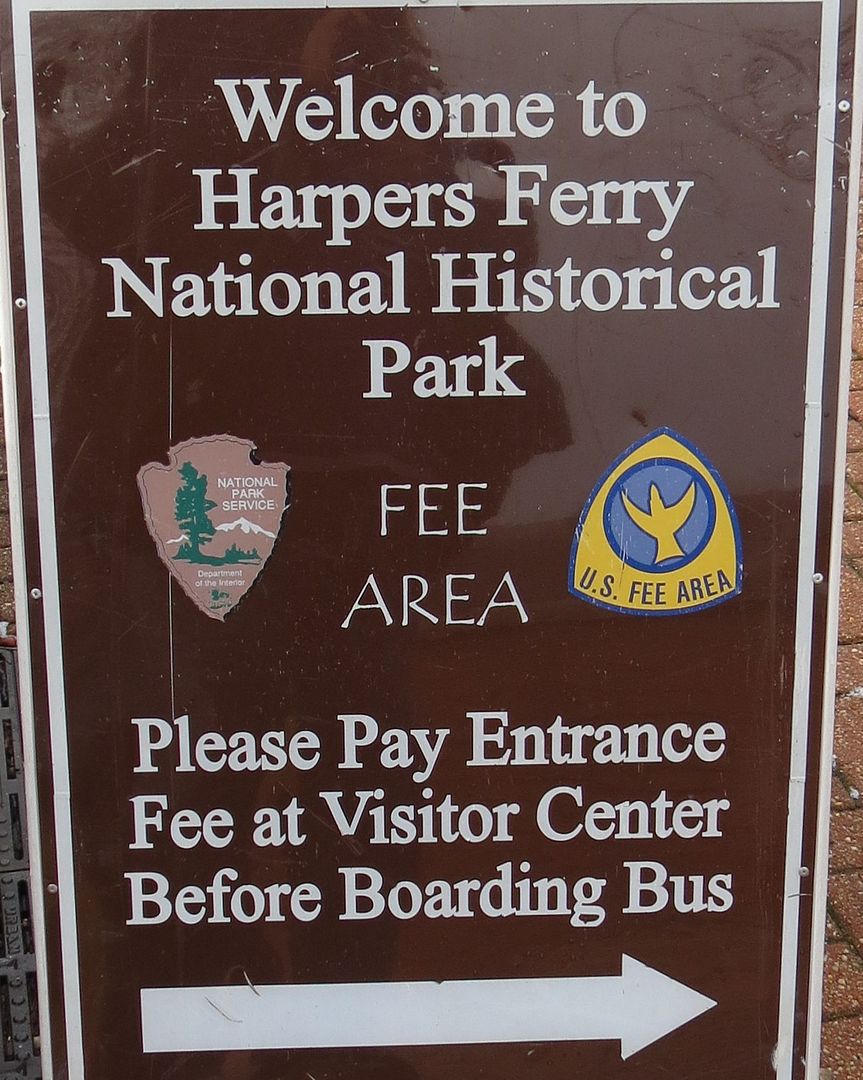 Welcome to
Harpers Ferry
National Historical
Park
NATIONAL
PARK
SERVICE
Department
of the Interior
FEE
AREA
U.S. FEE AREA
Please Pay Entrance
Fee at Visitor Center
Before Boarding Bus